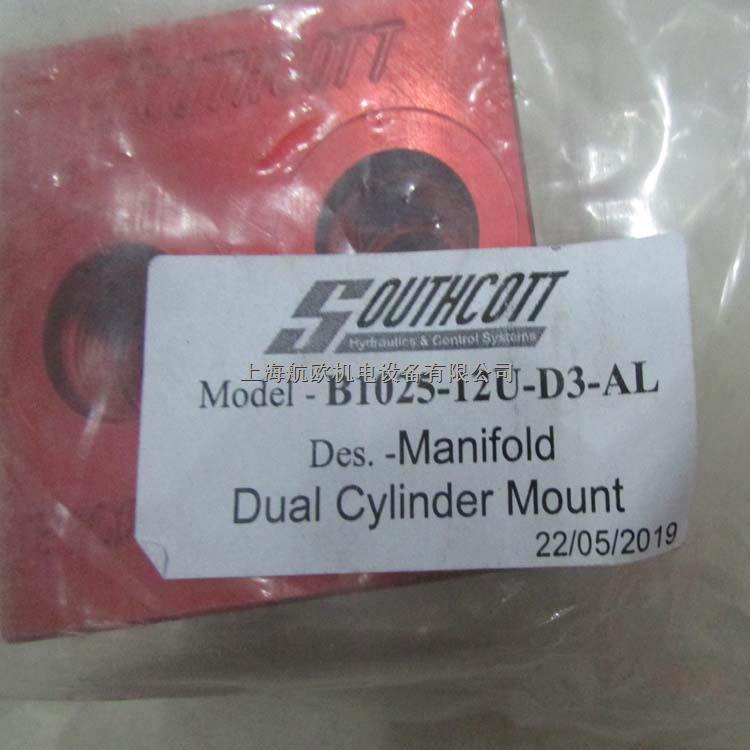 SOUTHCOTT
SOUTHCOTT
Hydraulics & Control Systems
上海航欧机电设备有限公司
Model - B102S-12U-D3-AL
Des. -Manifold
Dual Cylinder Mount
22/05/2019